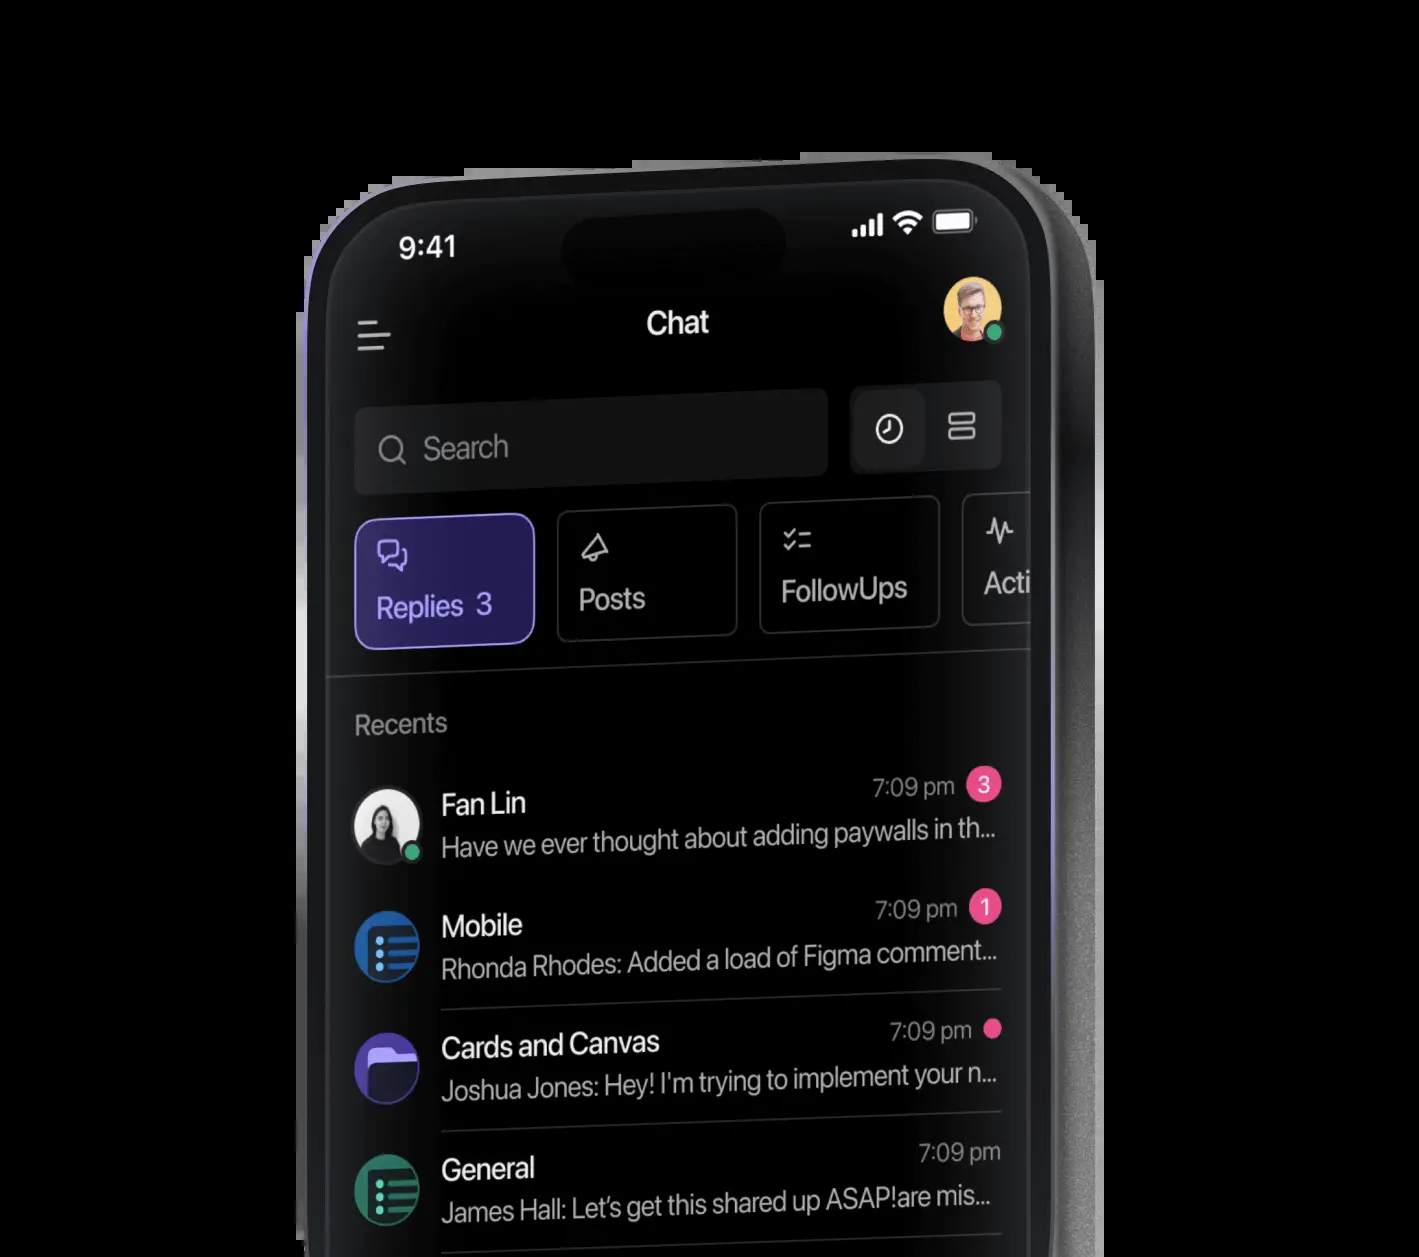 9:41
Chat
Search
Replies 3
Posts
FollowUps
Acti
Recents
Fan Lin 7:09 pm 3
Have we ever thought about adding paywalls in th...
Mobile 7:09 pm 1
Rhonda Rhodes: Added a load of Figma comment...
Cards and Canvas 7:09 pm
Joshua Jones: Hey! I'm trying to implement your n...
General 7:09 pm
James Hall: Let’s get this shared up ASAP!are mis...